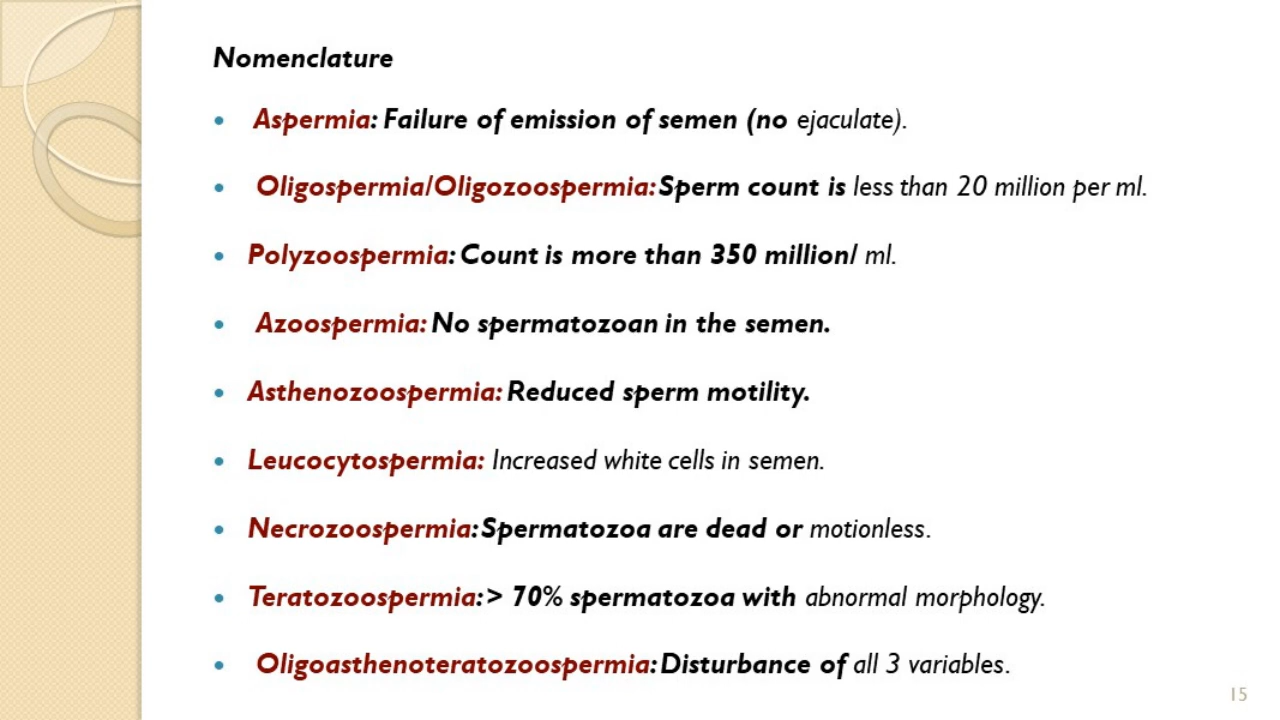 Nomenclature
• Aspermia: Failure of emission of semen (no ejaculate).
• Oligospermia/Oligozoospermia: Sperm count is less than 20 million per ml.
• Polyzoospermia: Count is more than 350 million/ ml.
• Azoospermia: No spermatozoan in the semen.
• Asthenozoospermia: Reduced sperm motility.
• Leucocytospermia: Increased white cells in semen.
• Necrozoospermia: Spermatozoa are dead or motionless.
• Teratozoospermia: > 70% spermatozoa with abnormal morphology.
• Oligoasthenoteratozoospermia: Disturbance of all 3 variables.
15